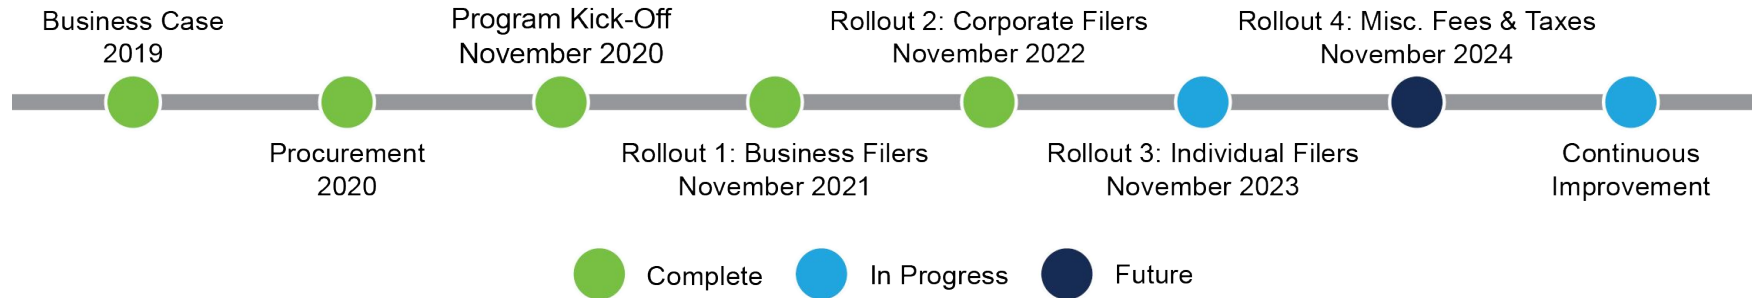 Business Case
2019
Procurement
2020
Program Kick-Off
November 2020
Rollout 1: Business Filers
November 2021
Rollout 2: Corporate Filers
November 2022
Rollout 3: Individual Filers
November 2023
Rollout 4: Misc. Fees & Taxes
November 2024
Continuous
Improvement
Complete
In Progress
Future